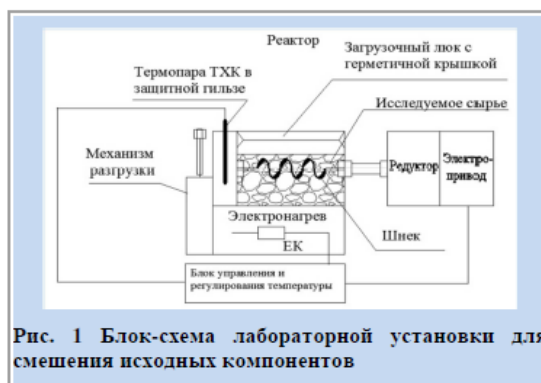 Реактор
Загрузочный люк с
герметичной крышкой
Термопара ТХК в
защитной гильзе
Исследуемое сырье
Механизм
разгрузки
Редуктор
Электро-
привод
Электронагрев
ЕК
Шнек
Блок управления и
регулирования температуры
Рис. 1 Блок-схема лабораторной установки для
смешения исходных компонентов